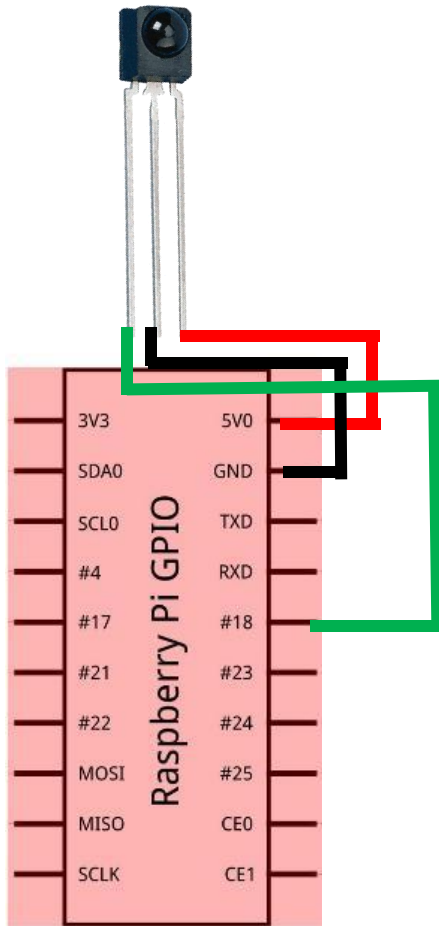 3V3 5V0
SDA0 GND
SCL0 TXD
#4 RXD
#17 #18
#21 #23
#22 #24
MOSI #25
MISO CE0
SCLK CE1
Raspberry Pi GPIO